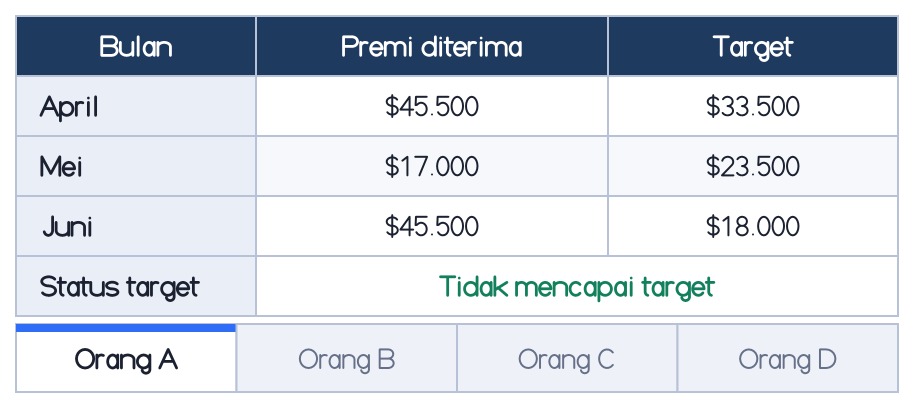 Bulan Premi diterima Target
April $45.500 $33.500
Mei $17.000 $23.500
Juni $45.500 $18.000
Status target Tidak mencapai target
Orang A Orang B Orang C Orang D